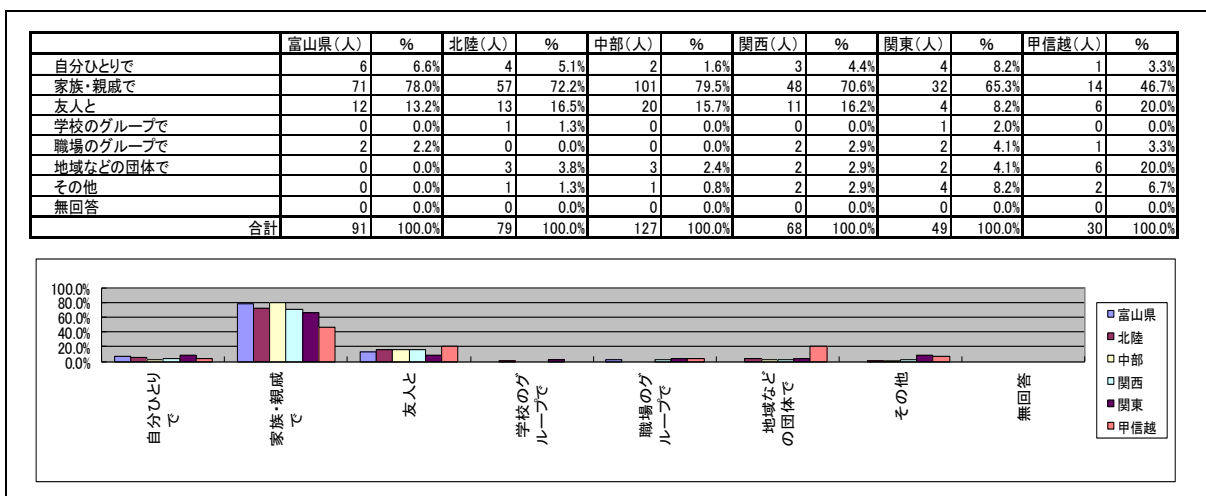 富山県(人) % 北陸(人) % 中部(人) % 関西(人) % 関東(人) % 甲信越(人) %
自分ひとりで 6 6.6% 4 5.1% 2 1.6% 3 4.4% 4 8.2% 1 3.3%
家族・親戚で 71 78.0% 57 72.2% 101 79.5% 48 70.6% 32 65.3% 14 46.7%
友人と 12 13.2% 13 16.5% 20 15.7% 11 16.2% 4 8.2% 6 20.0%
学校のグループで 0 0.0% 1 1.3% 0 0.0% 0 0.0% 1 2.0% 0 0.0%
職場のグループで 2 2.2% 0 0.0% 0 0.0% 2 2.9% 2 4.1% 1 3.3%
地域などの団体で 0 0.0% 3 3.8% 3 2.4% 2 2.9% 2 4.1% 6 20.0%
その他 0 0.0% 1 1.3% 1 0.8% 2 2.9% 4 8.2% 2 6.7%
無回答 0 0.0% 0 0.0% 0 0.0% 0 0.0% 0 0.0% 0 0.0%
合計 91 100.0% 79 100.0% 127 100.0% 68 100.0% 49 100.0% 30 100.0%
100.0%
80.0%
60.0%
40.0%
20.0%
0.0%
自分ひとり
で
家族・親戚
で
友人と
学校のグ
ループで
職場のグ
ループで
地域など
の団体で
その他
無回答
富山県
北陸
中部
関西
関東
甲信越